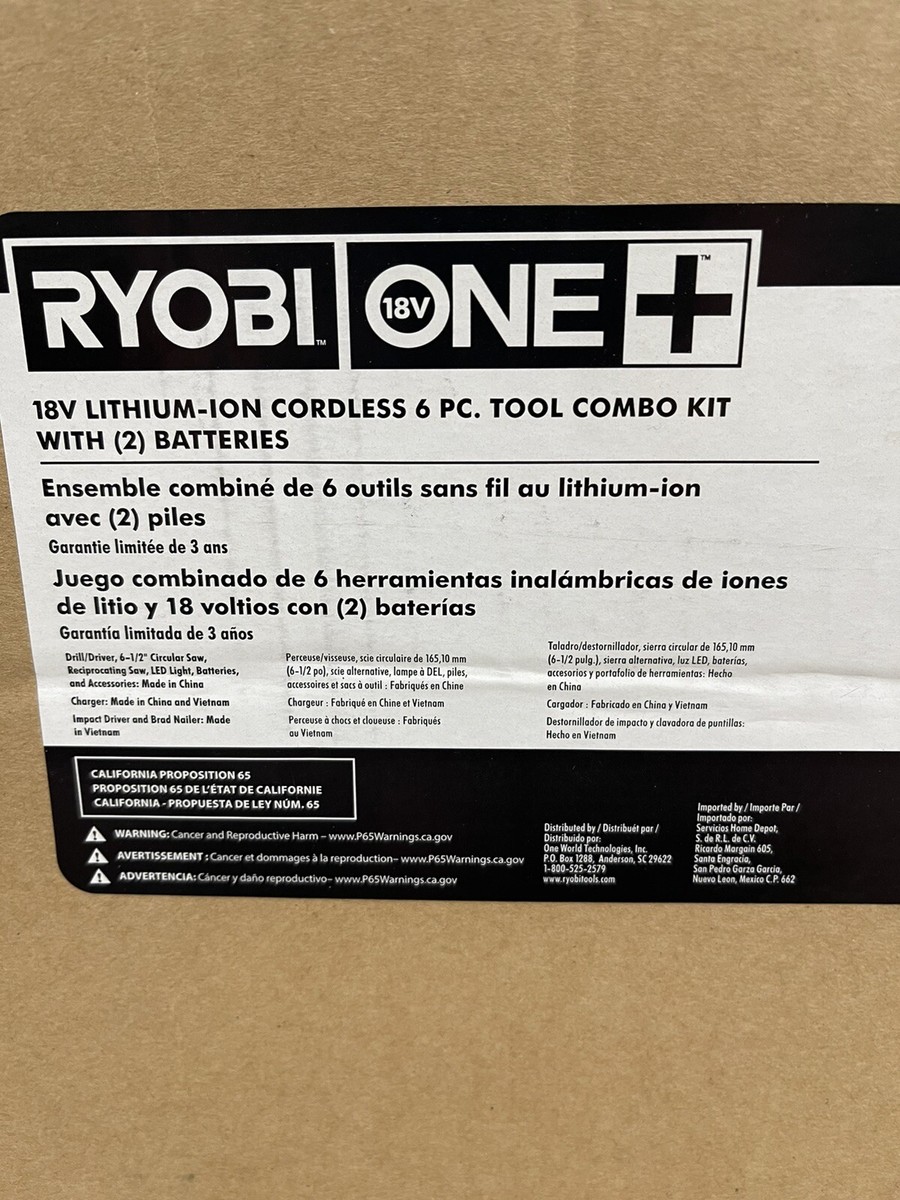 RYOBI™ 18V ONE+™
18V LITHIUM-ION CORDLESS 6 PC. TOOL COMBO KIT
WITH (2) BATTERIES
Ensemble combiné de 6 outils sans fil au lithium-ion
avec (2) piles
Garantie limitée de 3 ans
Juego combinado de 6 herramientas inalámbricas de iones
de litio y 18 voltios con (2) baterías
Garantía limitada de 3 años
Drill/Driver, 6-1/2" Circular Saw,
Reciprocating Saw, LED Light, Batteries,
and Accessories: Made in China
Charger: Made in China and Vietnam
Impact Driver and Brad Nailer: Made
in Vietnam
Perceuse/visseuse, scie circulaire de 165,10 mm
(6-1/2 po), scie alternative, lampe à DEL, piles,
accessoires et sacs à outil : Fabriqués en Chine
Chargeur : Fabriqué en Chine et Vietnam
Perceuse à chocs et cloueuse : Fabriqués
au Vietnam
Taladro/destornillador, sierra circular de 165,10 mm
(6-1/2 pulg.), sierra alternativa, luz LED, baterías,
accesorios y portafolio de herramientas: Hecho
en China
Cargador : Fabricado en China y Vietnam
Destornillador de impacto y clavadora de puntillas:
Hecho en Vietnam
CALIFORNIA PROPOSITION 65
PROPOSITION 65 DE L'ÉTAT DE CALIFORNIE
CALIFORNIA - PROPUESTA DE LEY NÚM. 65
WARNING: Cancer and Reproductive Harm – www.P65Warnings.ca.gov
AVERTISSEMENT : Cancer et dommages à la reproduction– www.P65Warnings.ca.gov
ADVERTENCIA: Cáncer y daño reproductivo– www.P65Warnings.ca.gov
Distributed by / Distribuét par /
Distribuido por:
One World Technologies, Inc.
P.O. Box 1288, Anderson, SC 29622
1-800-525-2579
www.ryobitools.com
Imported by / Importe Par /
Importado por:
Servicios Home Depot,
S. de R.L. de C.V.
Ricardo Margain 605,
Santa Engracia,
San Pedro Garza Garcia,
Nuevo Leon, Mexico C.P. 662